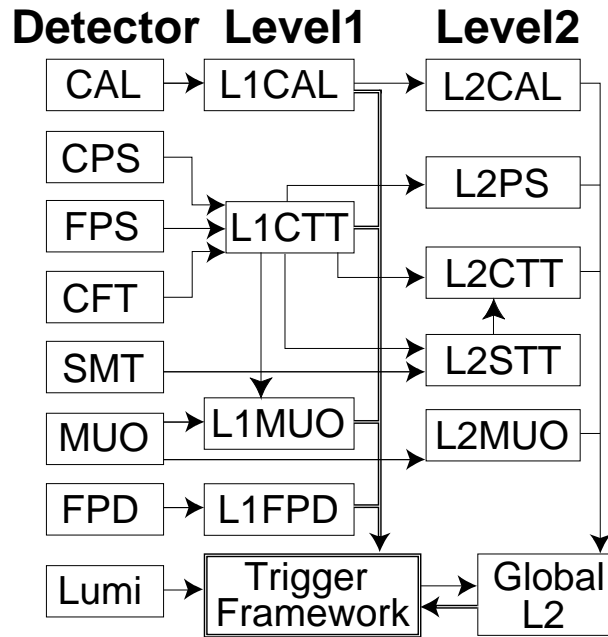 Detector Level1 Level2
CAL L1CAL L2CAL
CPS
L2PS
FPS L1CTT
L2CTT
CFT
SMT L2STT
MUO L1MUO L2MUO
FPD L1FPD
Lumi
Trigger
Framework
Global
L2